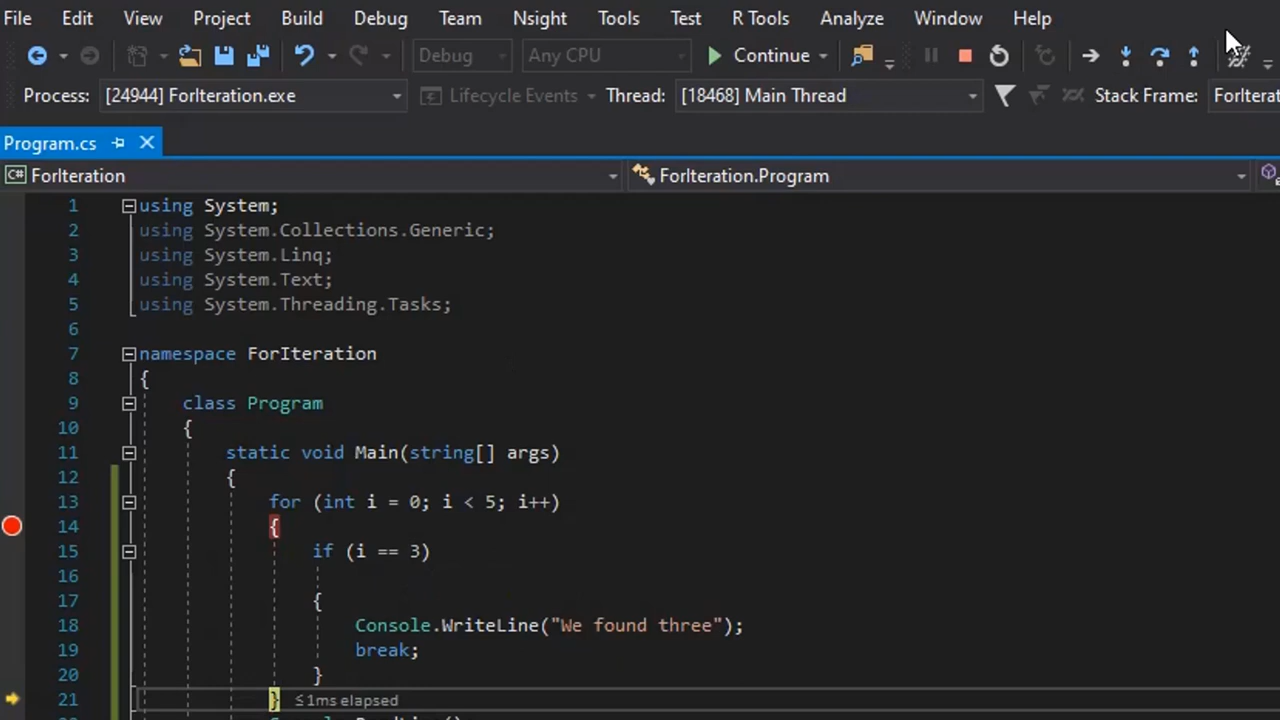 File Edit View Project Build Debug Team Nsight Tools Test R Tools Analyze Window Help
Debug Any CPU Continue
Process: [24944] ForIteration.exe Lifecycle Events Thread: [18468] Main Thread Stack Frame: ForIterat
Program.cs
C# ForIteration ForIteration.Program
1 using System;
2 using System.Collections.Generic;
3 using System.Linq;
4 using System.Text;
5 using System.Threading.Tasks;
6
7 namespace ForIteration
8 {
9 class Program
10 {
11 static void Main(string[] args)
12 {
13 for (int i = 0; i < 5; i++)
14 {
15 if (i == 3)
16
17 {
18 Console.WriteLine("We found three");
19 break;
20 }
21 } ≤1ms elapsed